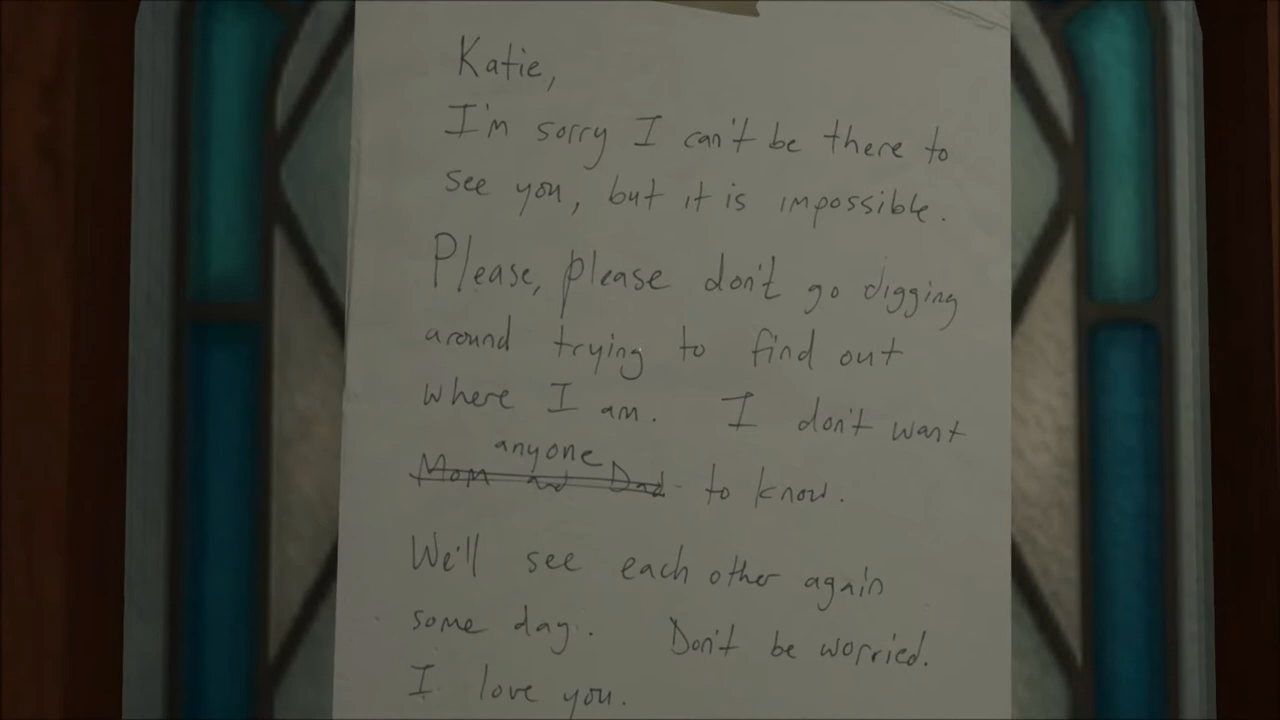 Katie,
I'm sorry I can't be there to
see you, but it is impossible.
Please, please don't go digging
around trying to find out
where I am. I don't want
anyone
Mom and Dad to know.
We'll see each other again
some day. Don't be worried.
I love you.